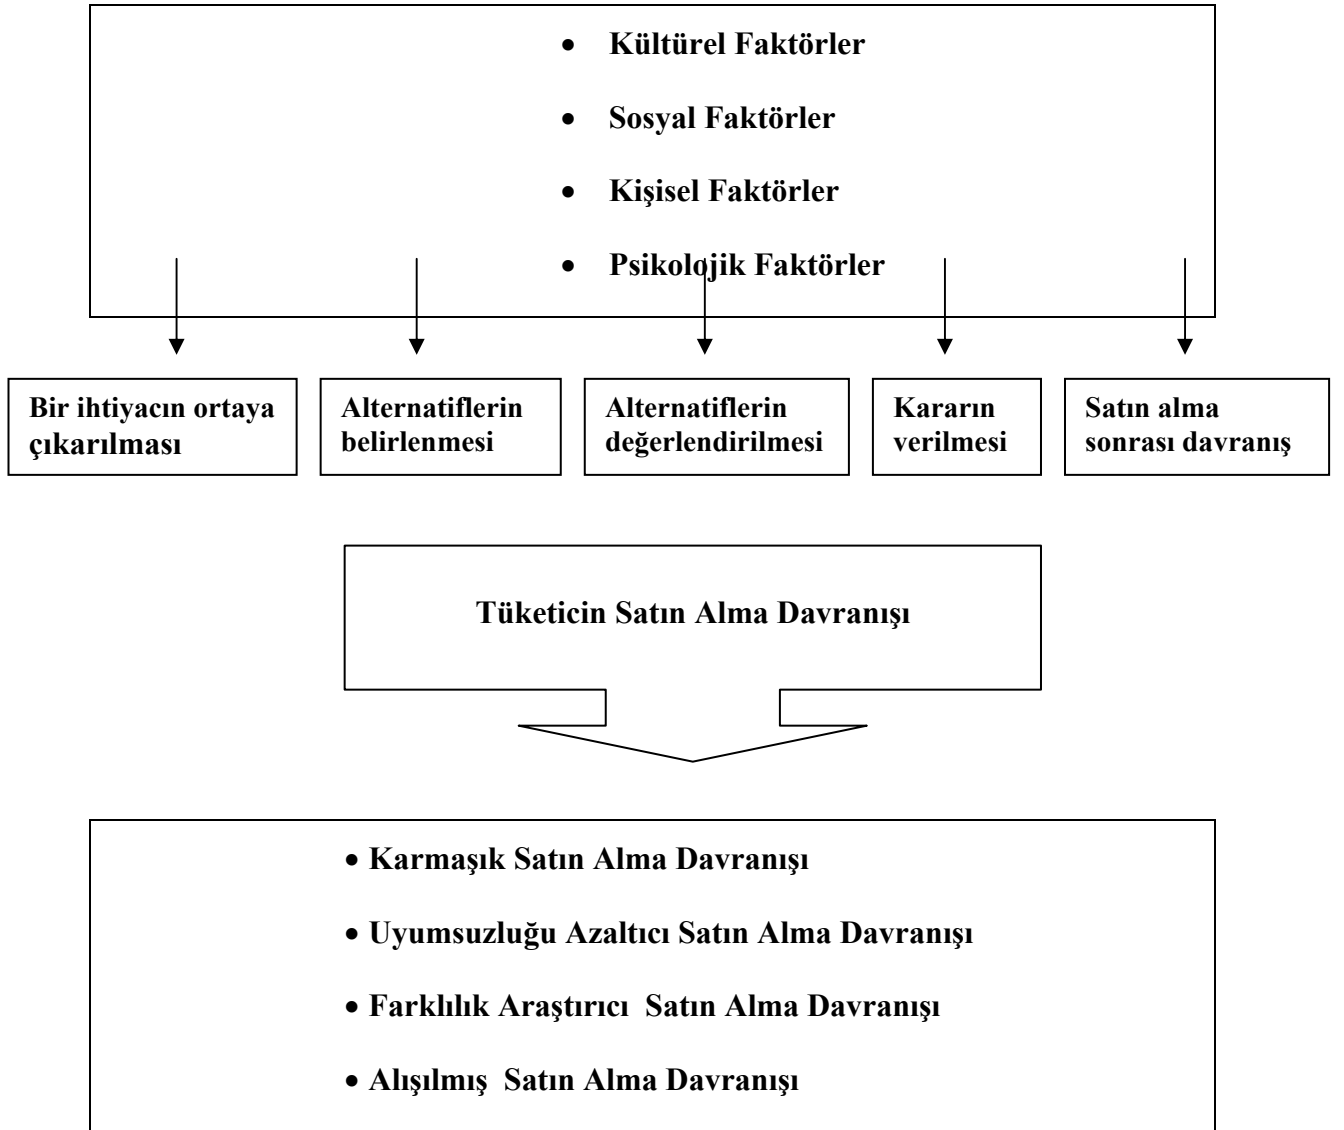 • Kültürel Faktörler
• Sosyal Faktörler
• Kişisel Faktörler
• Psikolojik Faktörler
Bir ihtiyacın ortaya
çıkarılması
Alternatiflerin
belirlenmesi
Alternatiflerin
değerlendirilmesi
Kararın
verilmesi
Satın alma
sonrası davranış
Tüketicin Satın Alma Davranışı
• Karmaşık Satın Alma Davranışı
• Uyumsuzluğu Azaltıcı Satın Alma Davranışı
• Farklılık Araştırıcı  Satın Alma Davranışı
• Alışılmış  Satın Alma Davranışı